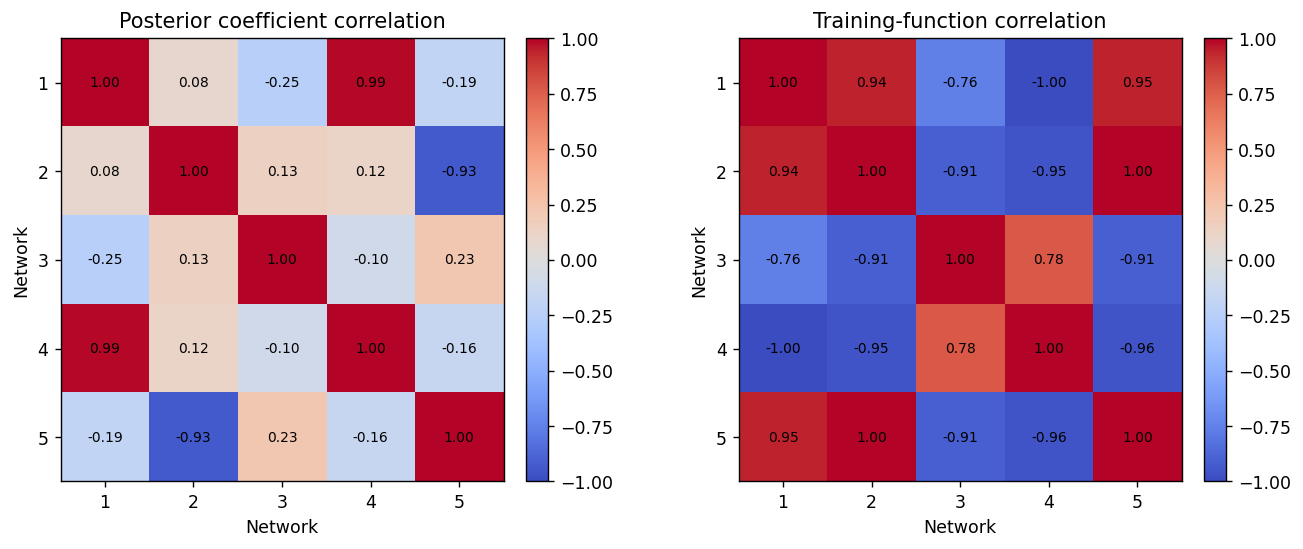 Posterior coefficient correlation
1 1.00 0.08 -0.25 0.99 -0.19
2 0.08 1.00 0.13 0.12 -0.93
3 -0.25 0.13 1.00 -0.10 0.23
4 0.99 0.12 -0.10 1.00 -0.16
5 -0.19 -0.93 0.23 -0.16 1.00
1 2 3 4 5
Network
Network
1.00
0.75
0.50
0.25
0.00
−0.25
−0.50
−0.75
−1.00
Training-function correlation
1 1.00 0.94 -0.76 -1.00 0.95
2 0.94 1.00 -0.91 -0.95 1.00
3 -0.76 -0.91 1.00 0.78 -0.91
4 -1.00 -0.95 0.78 1.00 -0.96
5 0.95 1.00 -0.91 -0.96 1.00
1 2 3 4 5
Network
Network
1.00
0.75
0.50
0.25
0.00
−0.25
−0.50
−0.75
−1.00